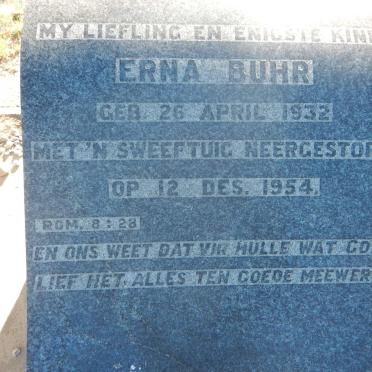 MY LIEFLING EN ENIGSTE KIN
ERNA BUHR
GEB. 26 APRIL 1932
MET 'N SWEEFTUIG NEERGESTOR
OP 12 DES. 1954.
ROM. 8:28
EN ONS WEET DAT VIR HULLE WAT GO
LIEF HET, ALLES TEN GOEDE MEEWER